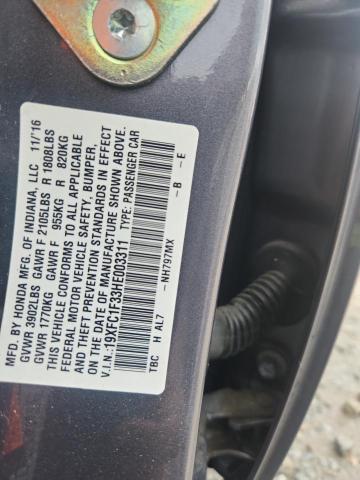 MFD. BY HONDA MFG. OF INDIANA, LLC 11/16
GVWR 3902LBS GAWR F 2105LBS R 1808LBS
GVWR 1770KG GAWR F 955KG R 820KG
THIS VEHICLE CONFORMS TO ALL APPLICABLE
FEDERAL MOTOR VEHICLE SAFETY, BUMPER,
AND THEFT PREVENTION STANDARDS IN EFFECT
ON THE DATE OF MANUFACTURE SHOWN ABOVE.
V.I.N.:19XFC1F33HE003311 TYPE: PASSENGER CAR
TBC H AL7 NH797MX -B -E